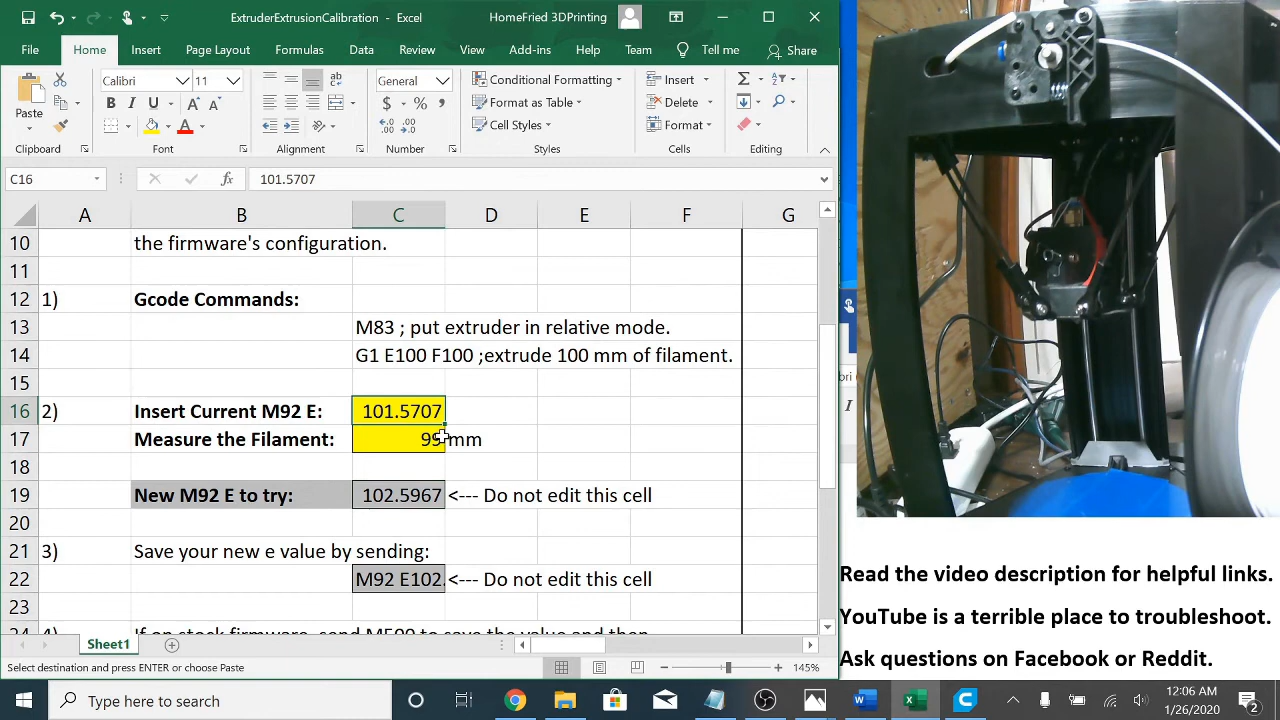 ExtruderExtrusionCalibration - Excel
HomeFried 3DPrinting
File Home Insert Page Layout Formulas Data Review View Add-ins Help Team Tell me Share
Paste
Calibri 11
B I U A A
General
$ % ,
Conditional Formatting
Format as Table
Cell Styles
Insert
Delete
Format
Clipboard Font Alignment Number Styles Cells Editing
C16 fx 101.5707
A B C D E F G
10 the firmware's configuration.
11
12 1) Gcode Commands:
13 M83 ; put extruder in relative mode.
14 G1 E100 F100 ;extrude 100 mm of filament.
15
16 2) Insert Current M92 E: 101.5707
17 Measure the Filament: 99 mm
18
19 New M92 E to try: 102.5967 <--- Do not edit this cell
20
21 3) Save your new e value by sending:
22 M92 E102. <--- Do not edit this cell
23
Sheet1
Select destination and press ENTER or choose Paste
145%
Read the video description for helpful links.
YouTube is a terrible place to troubleshoot.
Ask questions on Facebook or Reddit.
Type here to search
12:06 AM
1/26/2020
2